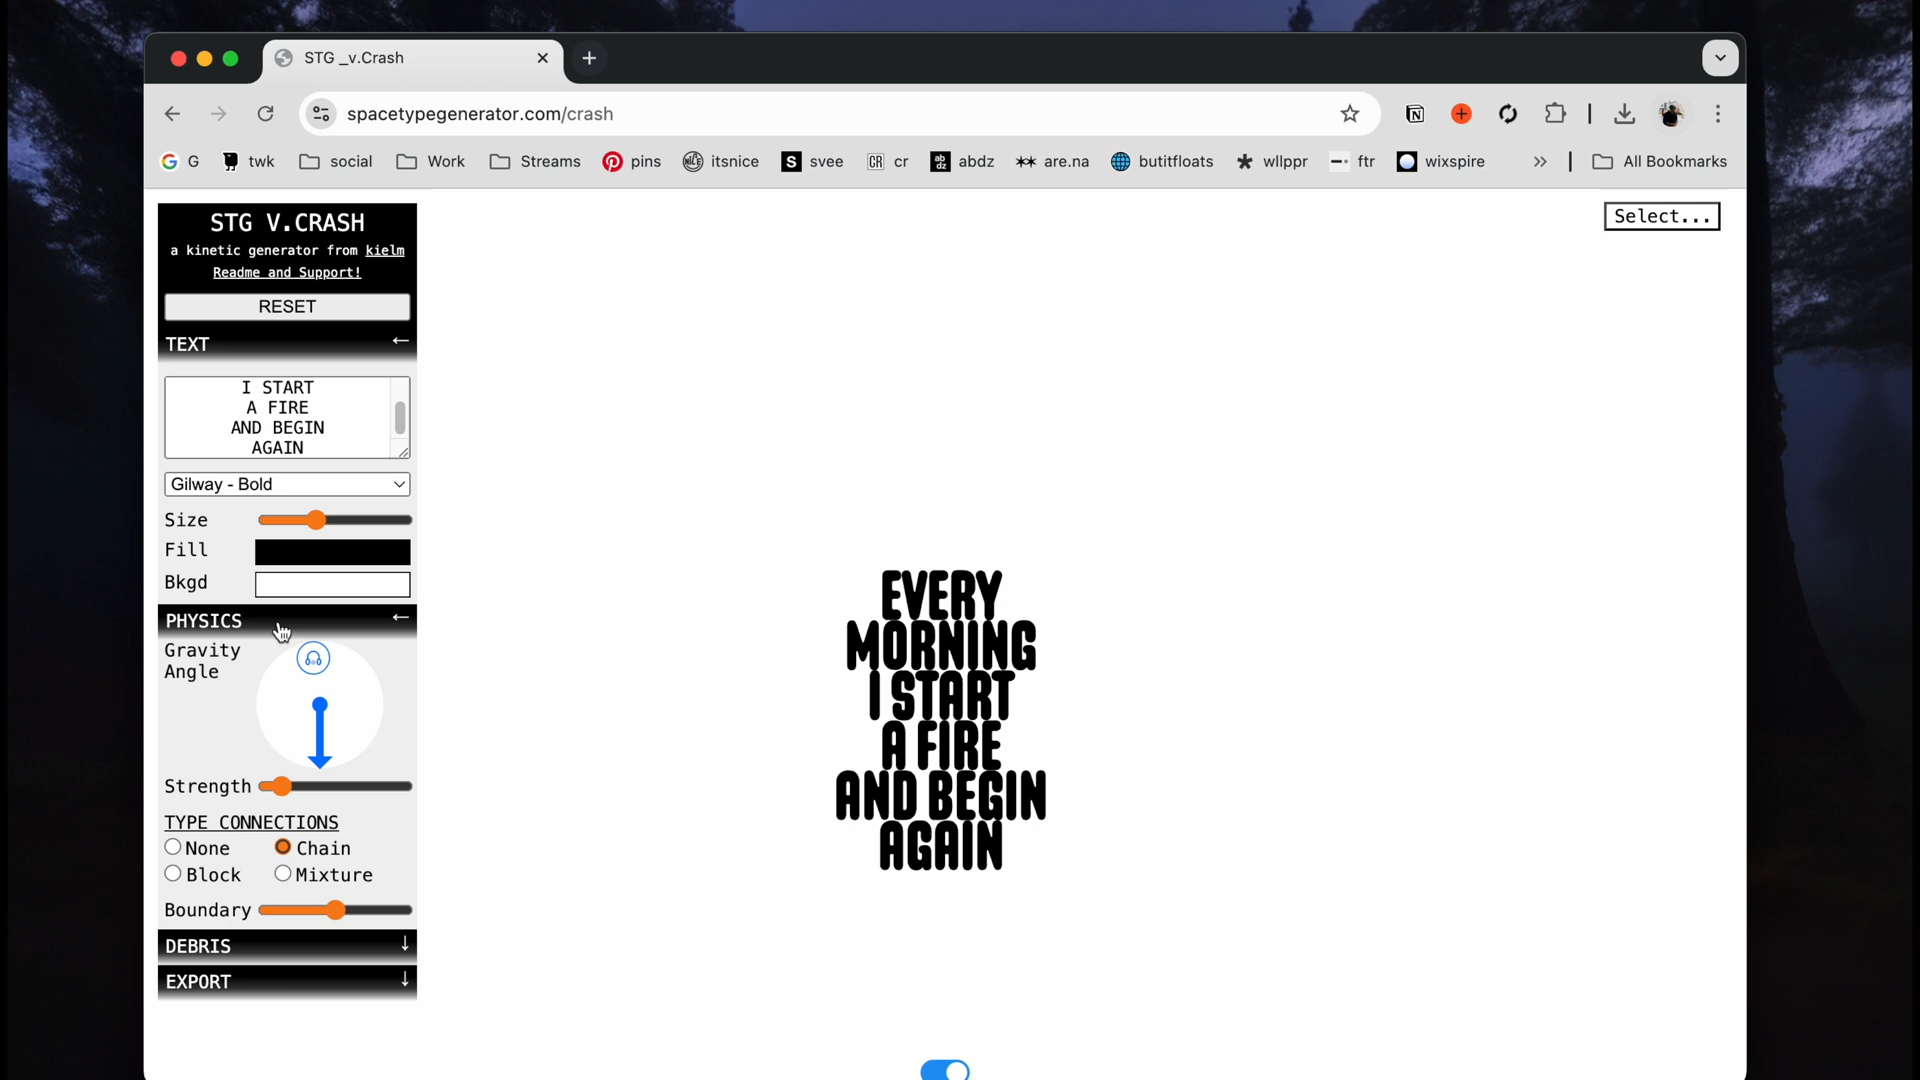 STG _v.Crash
spacetypegenerator.com/crash
G twk social Work Streams pins itsnice svee cr abdz are.na butitfloats wllppr ftr wixspire All Bookmarks
STG V.CRASH
a kinetic generator from kielm
Readme and Support!
RESET
Select...
TEXT
I START
A FIRE
AND BEGIN
AGAIN
Gilway - Bold
Size
Fill
Bkgd
PHYSICS
Gravity
Angle
Strength
TYPE CONNECTIONS
None Chain
Block Mixture
Boundary
DEBRIS
EXPORT
EVERY
MORNING
I START
A FIRE
AND BEGIN
AGAIN